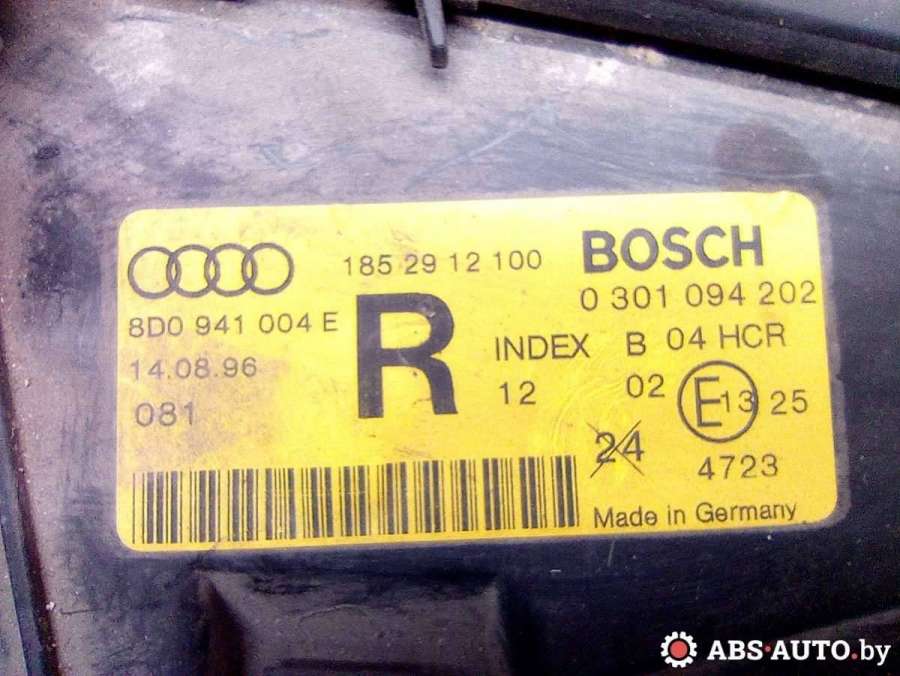 185 29 12 100
BOSCH
0 301 094 202
8D0 941 004 E
R
14.08.96
081
INDEX B 04 HCR
12 02 E13 25
24
4723
Made in Germany
ABS·AUTO.by